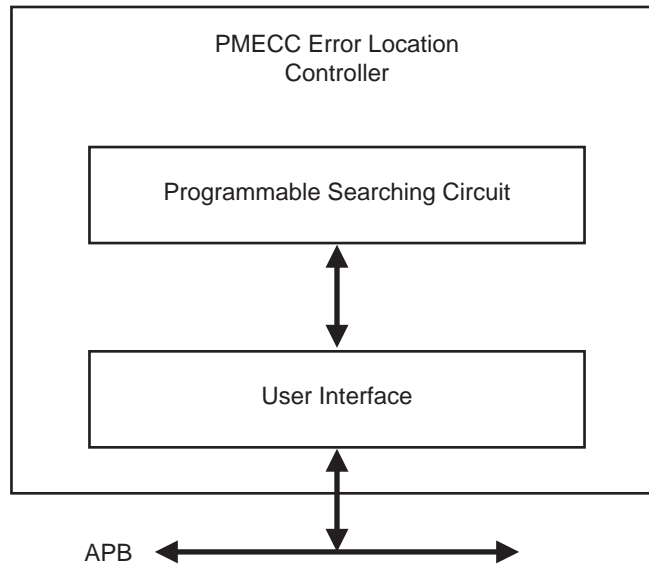 PMECC Error Location
Controller
Programmable Searching Circuit
User Interface
APB